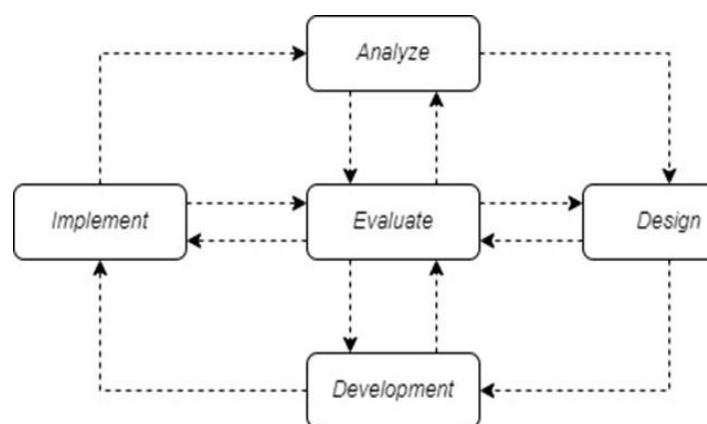 Analyze
Implement
Evaluate
Design
Development